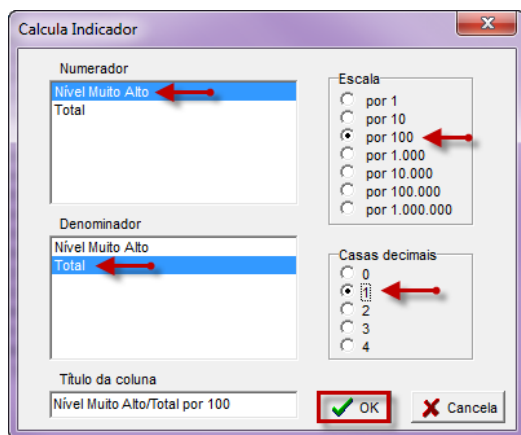 Calcula Indicador
Numerador
Nível Muito Alto
Total
Denominador
Nível Muito Alto
Total
Título da coluna
Nível Muito Alto/Total por 100
Escala
por 1
por 10
por 100
por 1.000
por 10.000
por 100.000
por 1.000.000
Casas decimais
0
1
2
3
4
OK
Cancela